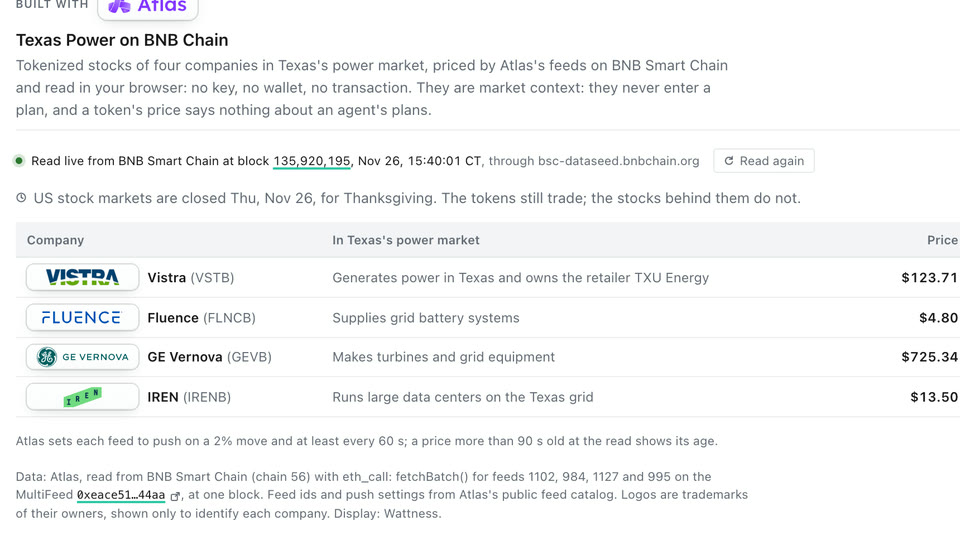 BUILT WITH Atlas
Texas Power on BNB Chain
Tokenized stocks of four companies in Texas's power market, priced by Atlas's feeds on BNB Smart Chain
and read in your browser: no key, no wallet, no transaction. They are market context: they never enter a
plan, and a token's price says nothing about an agent's plans.
Read live from BNB Smart Chain at block 135,920,195, Nov 26, 15:40:01 CT, through bsc-dataseed.bnbchain.org Read again
US stock markets are closed Thu, Nov 26, for Thanksgiving. The tokens still trade; the stocks behind them do not.
Company In Texas's power market Price
VISTRA Vistra (VSTB) Generates power in Texas and owns the retailer TXU Energy $123.71
FLUENCE Fluence (FLNCB) Supplies grid battery systems $4.80
GE VERNOVA GE Vernova (GEVB) Makes turbines and grid equipment $725.34
IREN IREN (IRENB) Runs large data centers on the Texas grid $13.50
Atlas sets each feed to push on a 2% move and at least every 60 s; a price more than 90 s old at the read shows its age.
Data: Atlas, read from BNB Smart Chain (chain 56) with eth_call: fetchBatch() for feeds 1102, 984, 1127 and 995 on the
MultiFeed 0xeace51…44aa, at one block. Feed ids and push settings from Atlas's public feed catalog. Logos are trademarks
of their owners, shown only to identify each company. Display: Wattness.